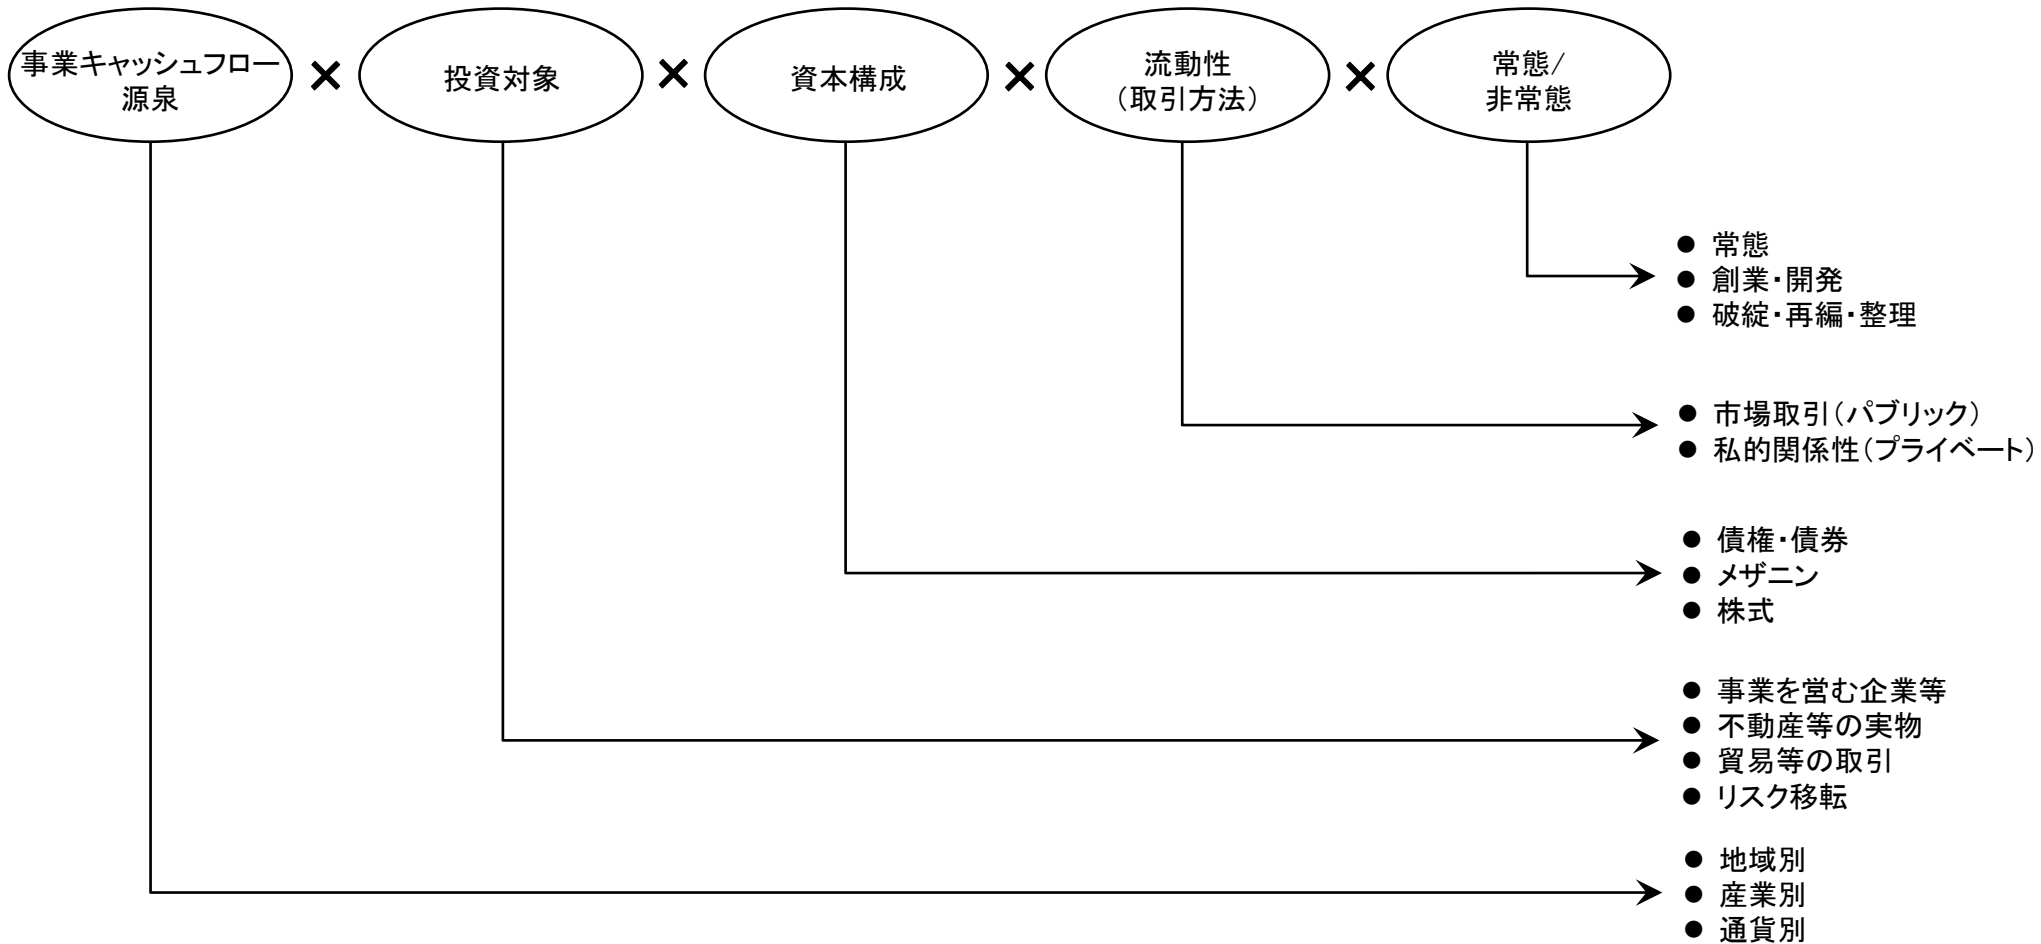 事業キャッシュフロー
源泉
×
投資対象
×
資本構成
×
流動性
（取引方法）
×
常態/
非常態
● 常態
● 創業・開発
● 破綻・再編・整理
● 市場取引（パブリック）
● 私的関係性（プライベート）
● 債権・債券
● メザニン
● 株式
● 事業を営む企業等
● 不動産等の実物
● 貿易等の取引
● リスク移転
● 地域別
● 産業別
● 通貨別